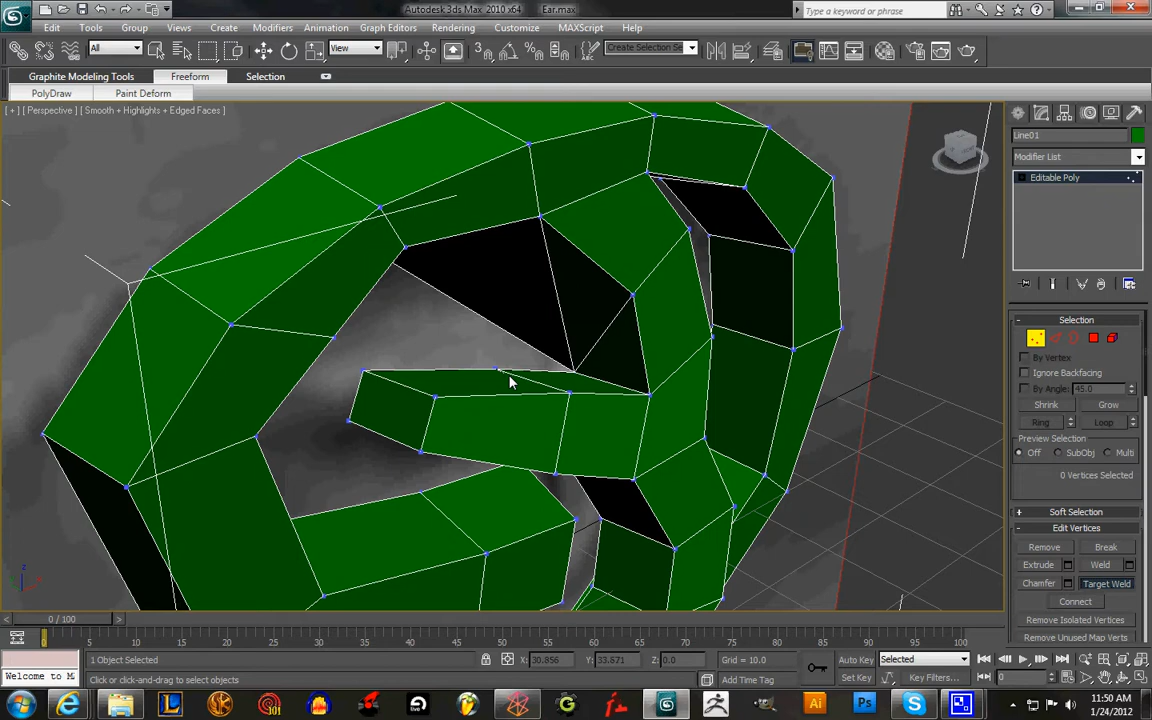 Autodesk 3ds Max 2010 x64 Ear.max
Type a keyword or phrase
Edit Tools Group Views Create Modifiers Animation Graph Editors Rendering Customize MAXScript Help
All View Create Selection Se
Graphite Modeling Tools Freeform Selection
PolyDraw Paint Deform
[ + ] [ Perspective ] [ Smooth + Highlights + Edged Faces ]
Line01
Modifier List
Editable Poly
Selection
By Vertex
Ignore Backfacing
By Angle: 45.0
Shrink Grow
Ring Loop
Preview Selection
Off SubObj Multi
0 Vertices Selected
Soft Selection
Edit Vertices
Remove Break
Extrude Weld
Chamfer Target Weld
Connect
Remove Isolated Vertices
Remove Unused Map Verts
z
0 / 100
0 5 10 15 20 25 30 35 40 45 50 55 60 65 70 75 80 85 90 95 100
1 Object Selected X: 30.856 Y: 33.571 Z: 0.0 Grid = 10.0 Auto Key Selected
Welcome to M Click or click-and-drag to select objects Add Time Tag Set Key Key Filters... 0
11:50 AM
1/24/2012